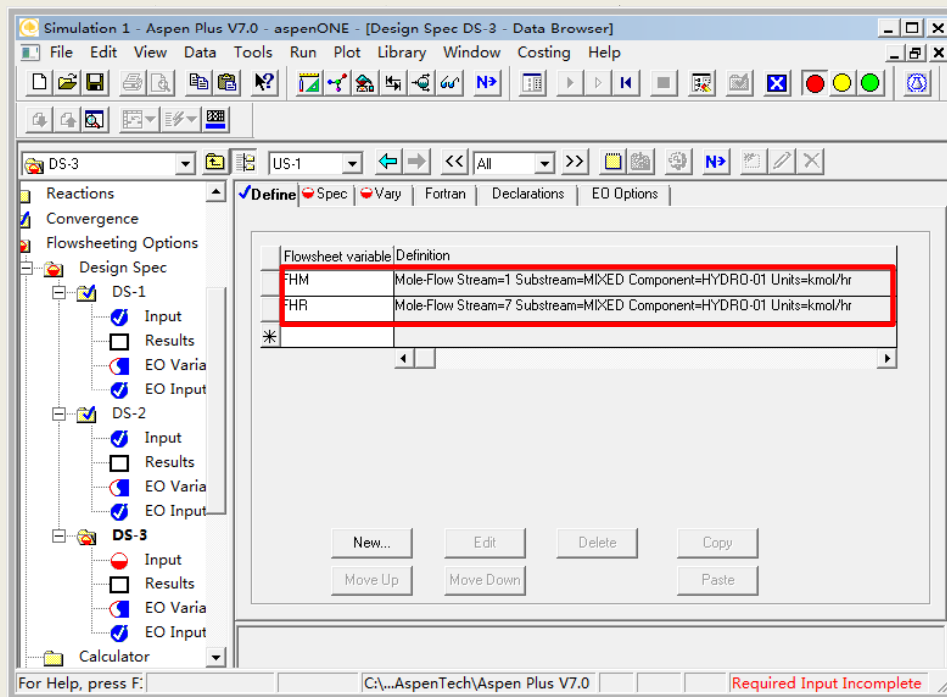 Simulation 1 - Aspen Plus V7.0 - aspenONE - [Design Spec DS-3 - Data Browser]
File Edit View Data Tools Run Plot Library Window Costing Help
N>
DS-3 US-1 << All >> N>
Reactions
Convergence
Flowsheeting Options
Design Spec
DS-1
Input
Results
EO Varia
EO Input
DS-2
Input
Results
EO Varia
EO Input
DS-3
Input
Results
EO Varia
EO Input
Calculator
Define Spec Vary Fortran Declarations EO Options
Flowsheet variable Definition
FHM Mole-Flow Stream=1 Substream=MIXED Component=HYDRO-01 Units=kmol/hr
FHR Mole-Flow Stream=7 Substream=MIXED Component=HYDRO-01 Units=kmol/hr
New... Edit Delete Copy
Move Up Move Down Paste
For Help, press F: C:\...AspenTech\Aspen Plus V7.0 Required Input Incomplete